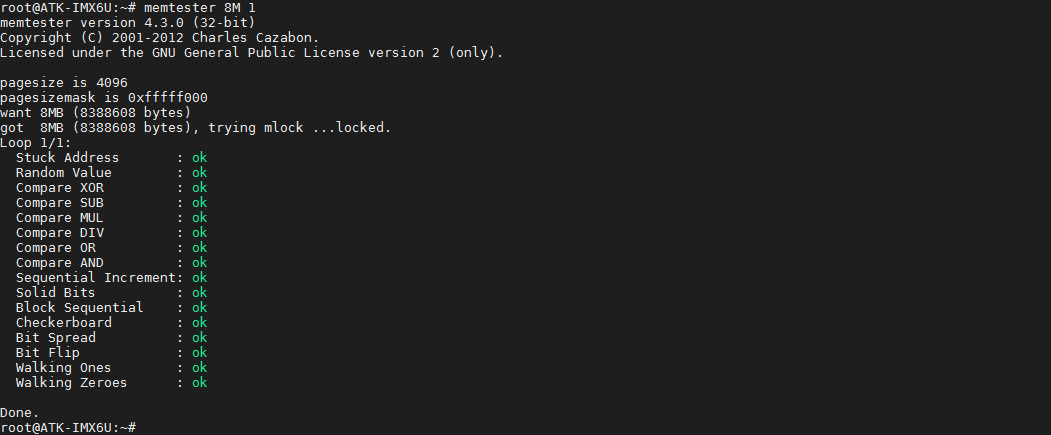 root@ATK-IMX6U:~# memtester 8M 1
memtester version 4.3.0 (32-bit)
Copyright (C) 2001-2012 Charles Cazabon.
Licensed under the GNU General Public License version 2 (only).

pagesize is 4096
pagesizemask is 0xfffff000
want 8MB (8388608 bytes)
got  8MB (8388608 bytes), trying mlock ...locked.
Loop 1/1:
  Stuck Address       : ok
  Random Value        : ok
  Compare XOR         : ok
  Compare SUB         : ok
  Compare MUL         : ok
  Compare DIV         : ok
  Compare OR          : ok
  Compare AND         : ok
  Sequential Increment: ok
  Solid Bits          : ok
  Block Sequential    : ok
  Checkerboard        : ok
  Bit Spread          : ok
  Bit Flip            : ok
  Walking Ones        : ok
  Walking Zeroes      : ok

Done.
root@ATK-IMX6U:~#